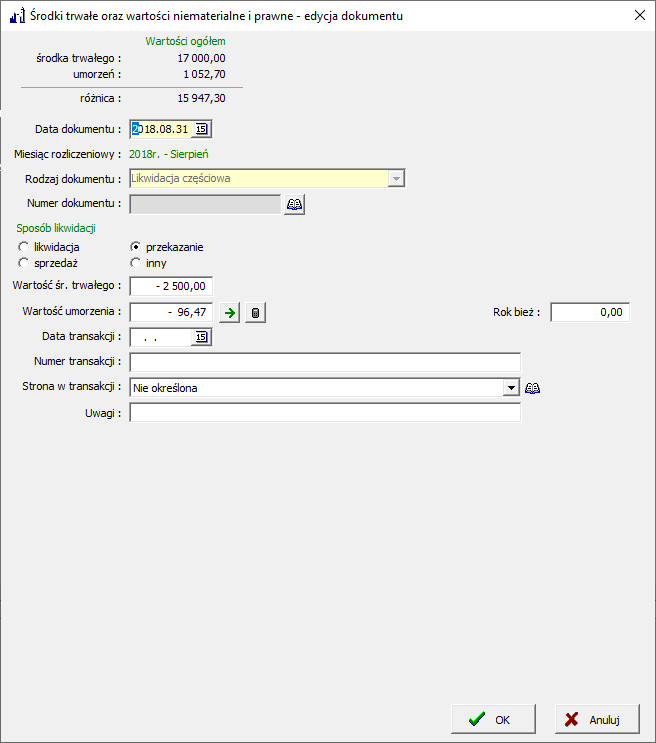 Środki trwałe oraz wartości niematerialne i prawne - edycja dokumentu
Wartości ogółem
środka trwałego : 17 000,00
umorzeń : 1 052,70
różnica : 15 947,30
Data dokumentu : 2018.08.31 15
Miesiąc rozliczeniowy : 2018r. - Sierpień
Rodzaj dokumentu : Likwidacja częściowa
Numer dokumentu :
Sposób likwidacji
likwidacja przekazanie
sprzedaż inny
Wartość śr. trwałego : - 2 500,00
Wartość umorzenia : - 96,47 Rok bież : 0,00
Data transakcji : . . 15
Numer transakcji :
Strona w transakcji : Nie określona
Uwagi :
OK Anuluj